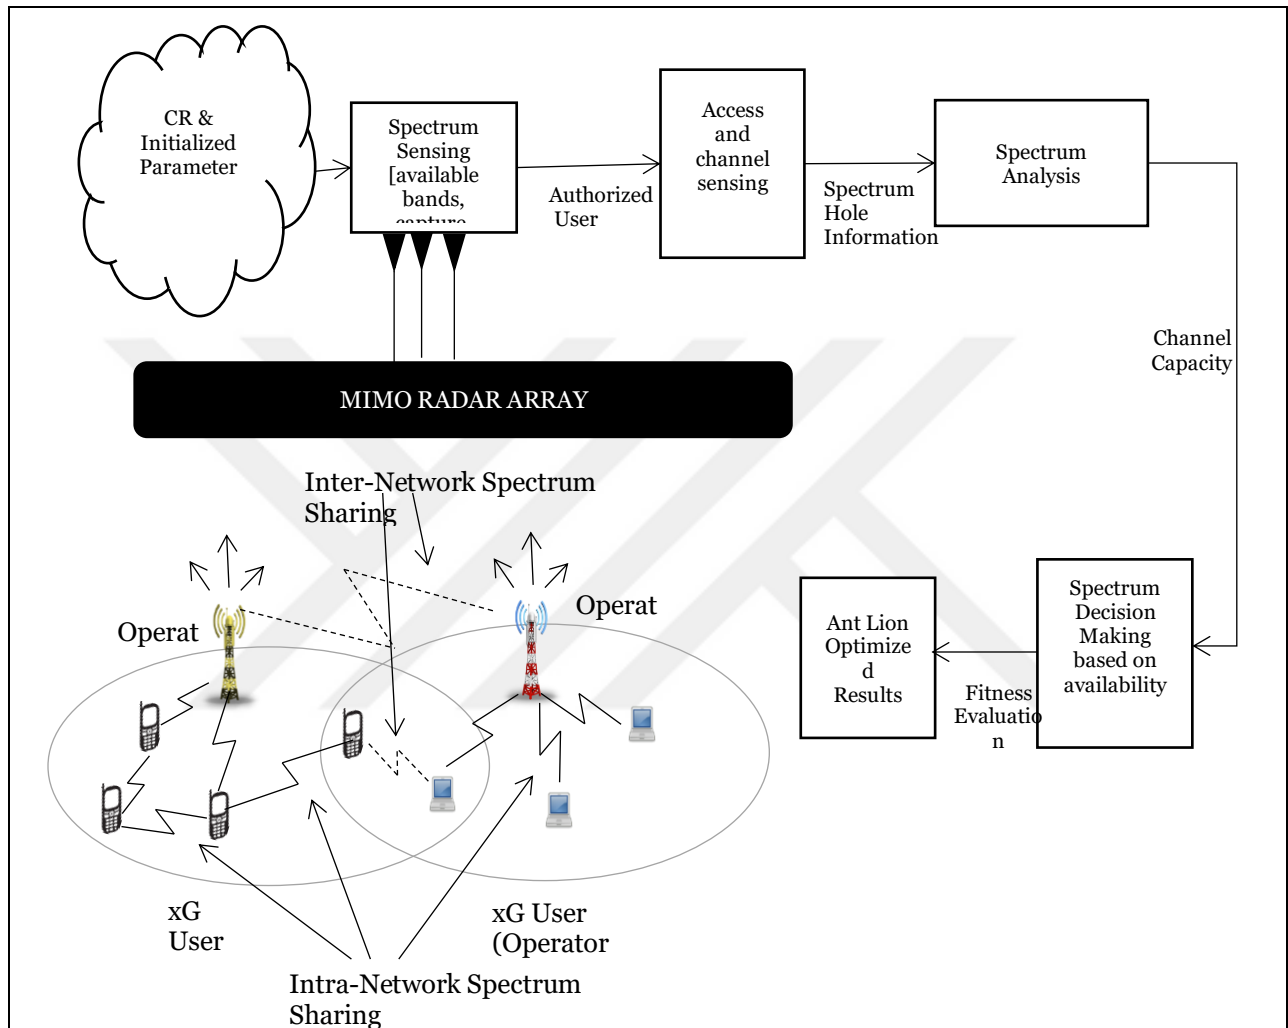 CR &
Initialized
Parameter
Spectrum
Sensing
[available
bands,
capture
Authorized
User
Access
and
channel
sensing
Spectrum
Hole
Information
Spectrum
Analysis
Channel
Capacity
MIMO RADAR ARRAY
Inter-Network Spectrum
Sharing
Operat
Operat
Ant Lion
Optimize
d
Results
Fitness
Evaluatio
n
Spectrum
Decision
Making
based on
availability
xG
User
xG User
(Operator
Intra-Network Spectrum
Sharing